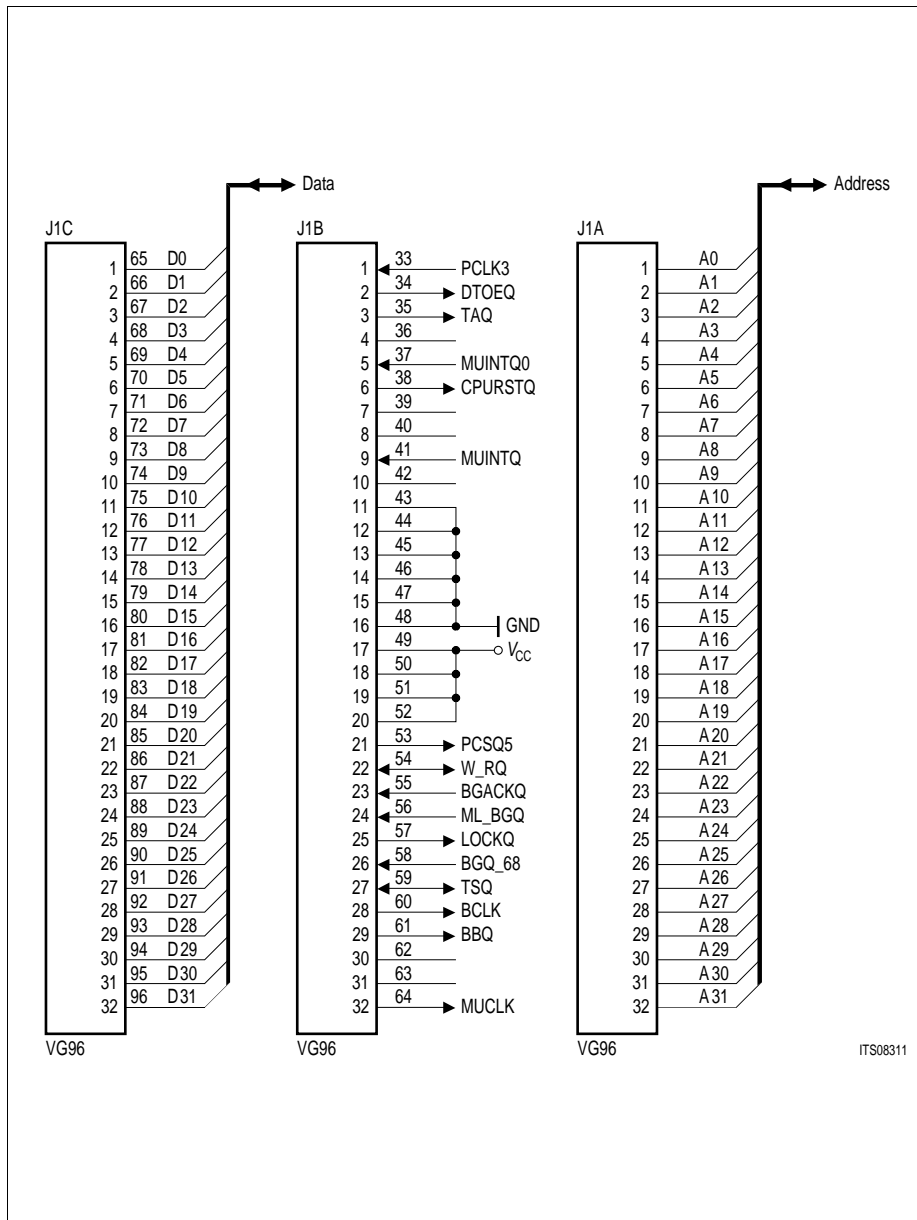 Data
Address
J1C
J1B
J1A
1 65 D0
2 66 D1
3 67 D2
4 68 D3
5 69 D4
6 70 D5
7 71 D6
8 72 D7
9 73 D8
10 74 D9
11 75 D10
12 76 D11
13 77 D12
14 78 D13
15 79 D14
16 80 D15
17 81 D16
18 82 D17
19 83 D18
20 84 D19
21 85 D20
22 86 D21
23 87 D22
24 88 D23
25 89 D24
26 90 D25
27 91 D26
28 92 D27
29 93 D28
30 94 D29
31 95 D30
32 96 D31
VG96
1 33 PCLK3
2 34 DTOEQ
3 35 TAQ
4 36
5 37 MUINTQ0
6 38 CPURSTQ
7 39
8 40
9 41 MUINTQ
10 42
11 43
12 44
13 45
14 46
15 47
16 48 GND
17 49 VCC
18 50
19 51
20 52
21 53 PCSQ5
22 54 W_RQ
23 55 BGACKQ
24 56 ML_BGQ
25 57 LOCKQ
26 58 BGQ_68
27 59 TSQ
28 60 BCLK
29 61 BBQ
30 62
31 63
32 64 MUCLK
VG96
1 A0
2 A1
3 A2
4 A3
5 A4
6 A5
7 A6
8 A7
9 A8
10 A9
11 A10
12 A11
13 A12
14 A13
15 A14
16 A15
17 A16
18 A17
19 A18
20 A19
21 A20
22 A21
23 A22
24 A23
25 A24
26 A25
27 A26
28 A27
29 A28
30 A29
31 A30
32 A31
VG96
ITS08311